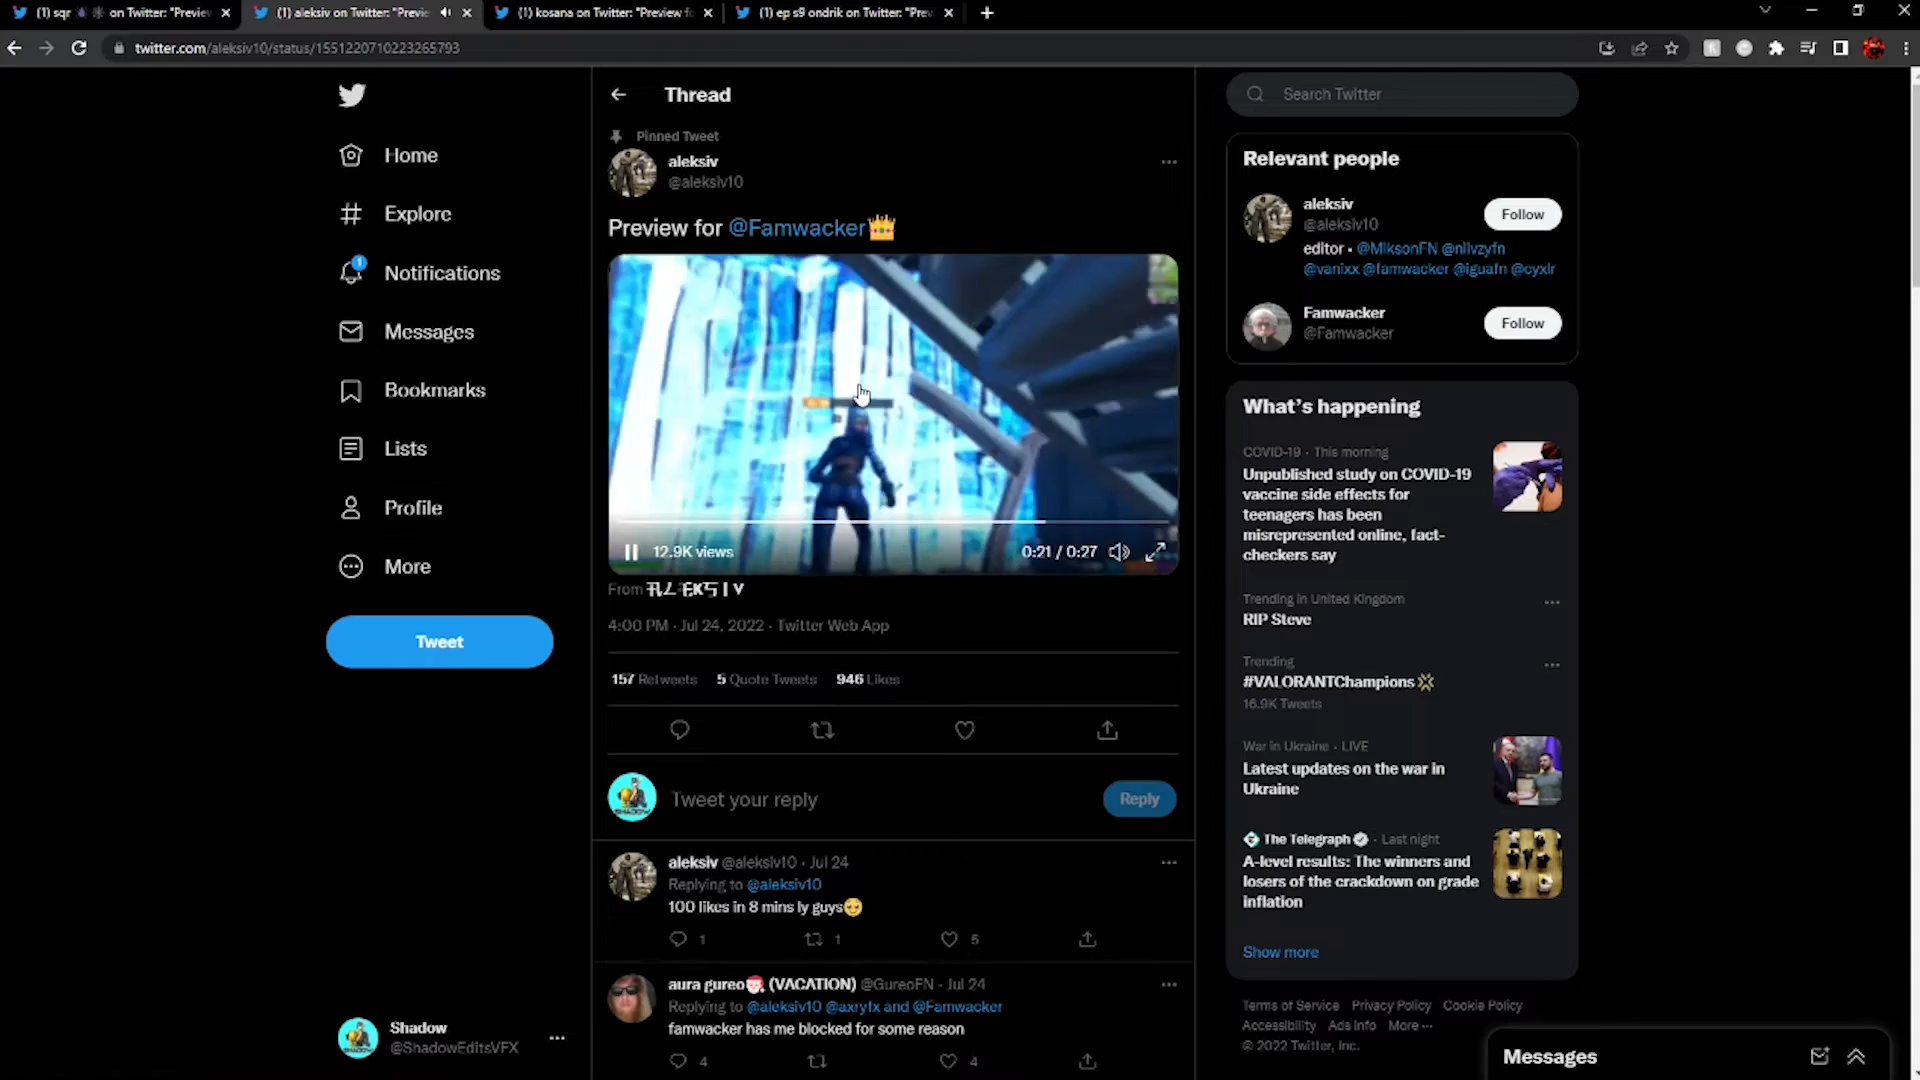 (1) sqr on Twitter: "Preview
(1) aleksiv on Twitter: "Previe
(1) kosana on Twitter: "Preview fo
(1) ep s9 ondrik on Twitter: "Prev
twitter.com/aleksiv10/status/1551220710223265793
Home
Explore
1
Notifications
Messages
Bookmarks
Lists
Profile
More
Tweet
Shadow
@ShadowEditsVFX
Thread
Pinned Tweet
aleksiv
@aleksiv10
Preview for @Famwacker👑
12.9K views
0:21 / 0:27
From
4:00 PM · Jul 24, 2022 · Twitter Web App
157 Retweets 5 Quote Tweets 946 Likes
Tweet your reply
Reply
aleksiv @aleksiv10 · Jul 24
Replying to @aleksiv10
100 likes in 8 mins ly guys🥺
1 1 5
aura gureo🎅 (VACATION) @GureoFN · Jul 24
Replying to @aleksiv10 @axryfx and @Famwacker
famwacker has me blocked for some reason
4 4
Search Twitter
Relevant people
aleksiv
@aleksiv10
Follow
editor • @MiksonFN @nilvzyfn
@vanixx @famwacker @iguafn @cyxlr
Famwacker
@Famwacker
Follow
What's happening
COVID-19 · This morning
Unpublished study on COVID-19
vaccine side effects for
teenagers has been
misrepresented online, fact-
checkers say
Trending in United Kingdom
RIP Steve
Trending
#VALORANTChampions
16.9K Tweets
War in Ukraine · LIVE
Latest updates on the war in
Ukraine
The Telegraph · Last night
A-level results: The winners and
losers of the crackdown on grade
inflation
Show more
Terms of Service Privacy Policy Cookie Policy
Accessibility Ads info More ···
© 2022 Twitter, Inc.
Messages